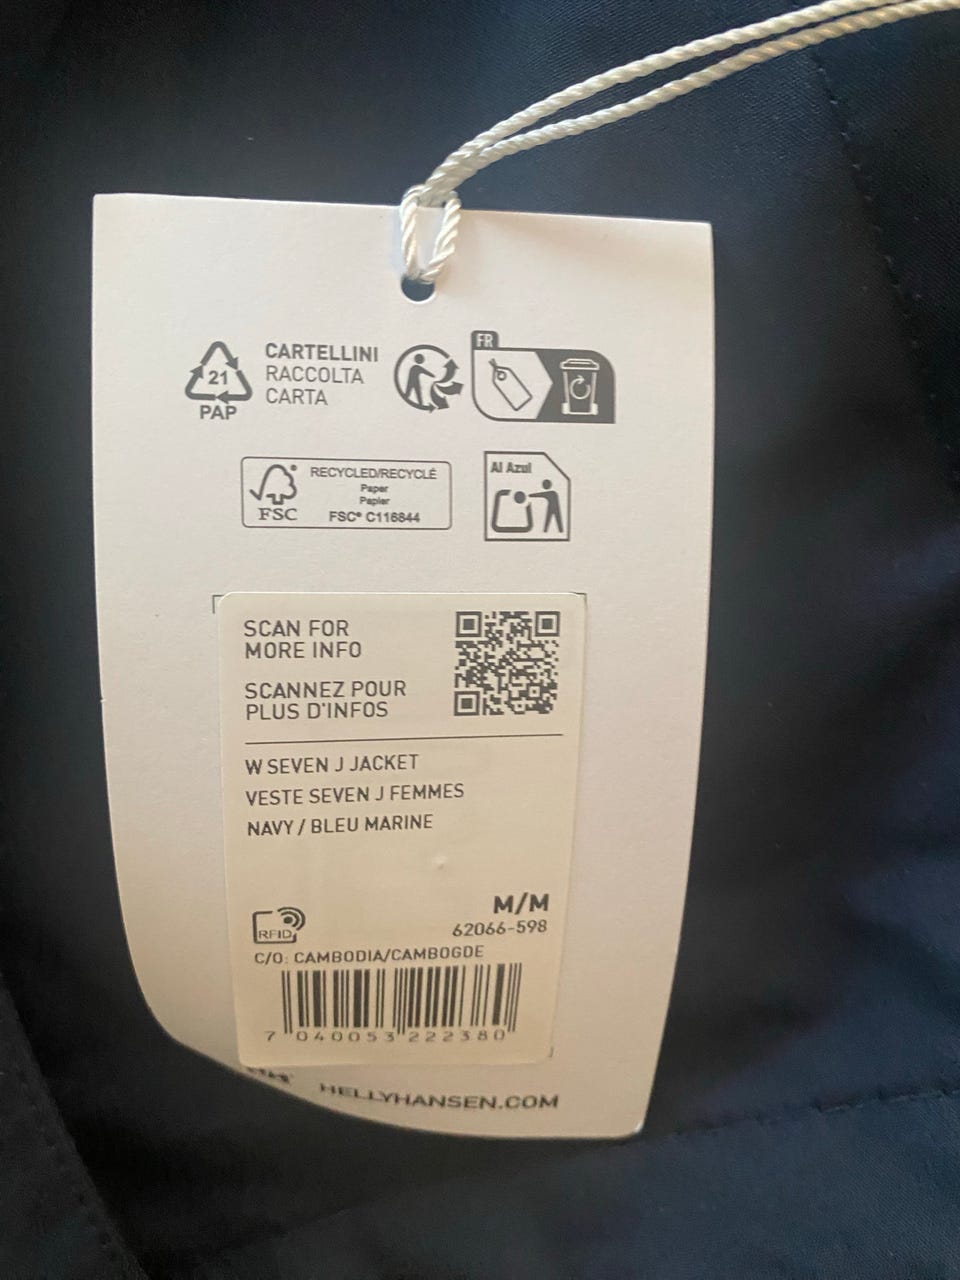 21
PAP
CARTELLINI
RACCOLTA
CARTA
FR
FSC
RECYCLED/RECYCLÉ
Paper
Papier
FSC® C116844
Al Azul
SCAN FOR
MORE INFO
SCANNEZ POUR
PLUS D'INFOS
W SEVEN J JACKET
VESTE SEVEN J FEMMES
NAVY / BLEU MARINE
M/M
62066-598
RFID
C/O: CAMBODIA/CAMBOGDE
7 040053 222380
HELLYHANSEN.COM